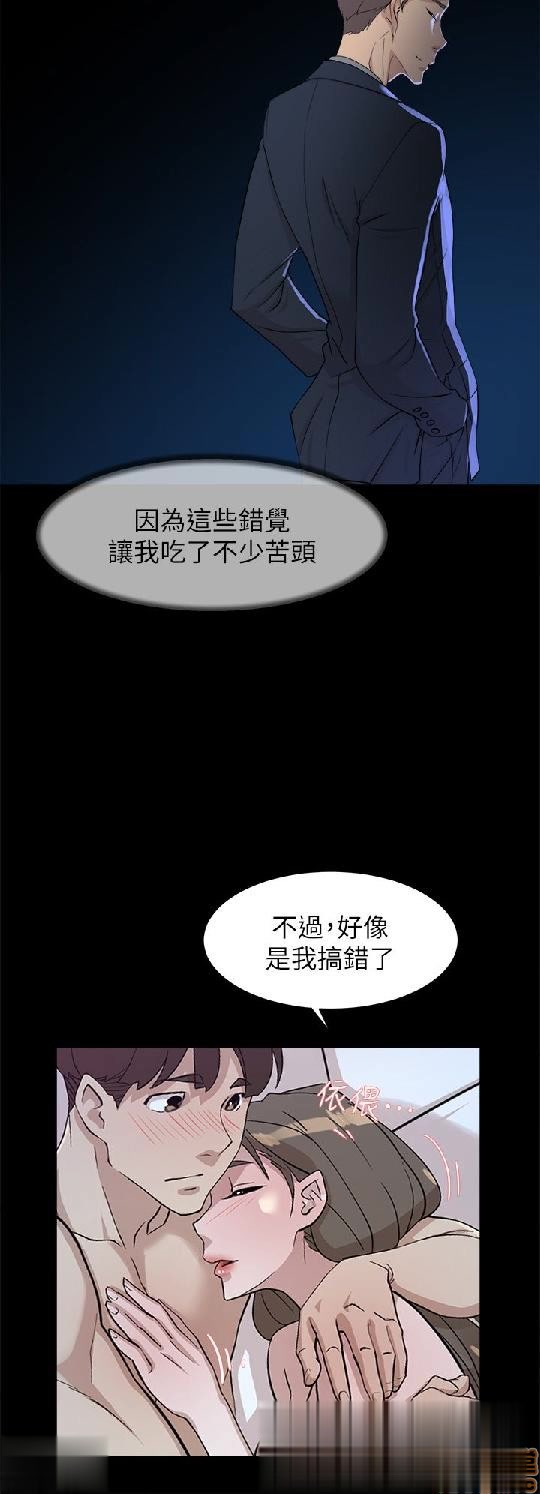 因為這些錯覺
讓我吃了不少苦頭
不過，好像
是我搞錯了
依偎…